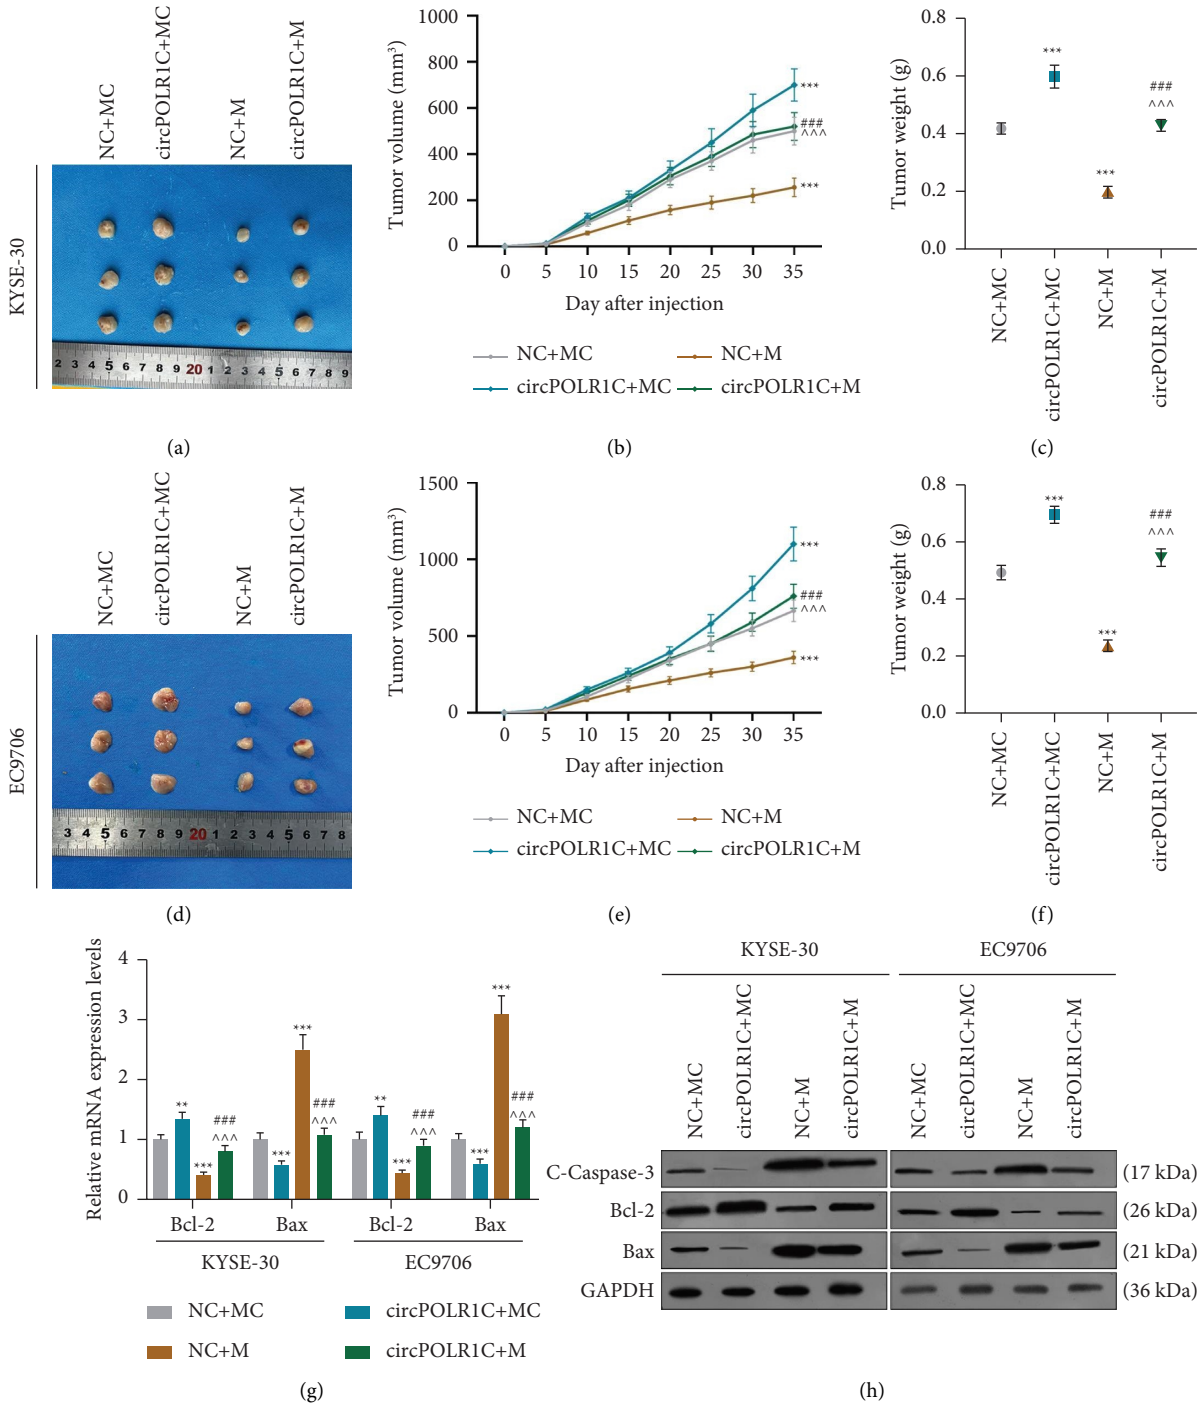 NC+MC
circPOLR1C+MC
NC+M
circPOLR1C+M
KYSE-30
2 3 4 5 6 7 8 9 20 1 2 3 4 5 6 7 8 9
(a)
Tumor volume (mm³)
1000
800
600
400
200
0
***
###
^^^
***
0 5 10 15 20 25 30 35
Day after injection
NC+MC
NC+M
circPOLR1C+MC
circPOLR1C+M
(b)
Tumor weight (g)
0.8
0.6
0.4
0.2
0.0
***
***
###
^^^
NC+MC
circPOLR1C+MC
NC+M
circPOLR1C+M
(c)
NC+MC
circPOLR1C+MC
NC+M
circPOLR1C+M
EC9706
3 4 5 6 7 8 9 20 1 2 3 4 5 6 7 8
(d)
Tumor volume (mm³)
1500
1000
500
0
***
###
^^^
***
0 5 10 15 20 25 30 35
Day after injection
NC+MC
NC+M
circPOLR1C+MC
circPOLR1C+M
(e)
Tumor weight (g)
0.8
0.6
0.4
0.2
0.0
***
***
###
^^^
NC+MC
circPOLR1C+MC
NC+M
circPOLR1C+M
(f)
Relative mRNA expression levels
4
3
2
1
0
**
***
###
^^^
***
***
###
^^^
**
***
###
^^^
***
***
###
^^^
Bcl-2 Bax Bcl-2 Bax
KYSE-30 EC9706
NC+MC
circPOLR1C+MC
NC+M
circPOLR1C+M
(g)
KYSE-30 EC9706
NC+MC
circPOLR1C+MC
NC+M
circPOLR1C+M
NC+MC
circPOLR1C+MC
NC+M
circPOLR1C+M
C-Caspase-3 (17 kDa)
Bcl-2 (26 kDa)
Bax (21 kDa)
GAPDH (36 kDa)
(h)